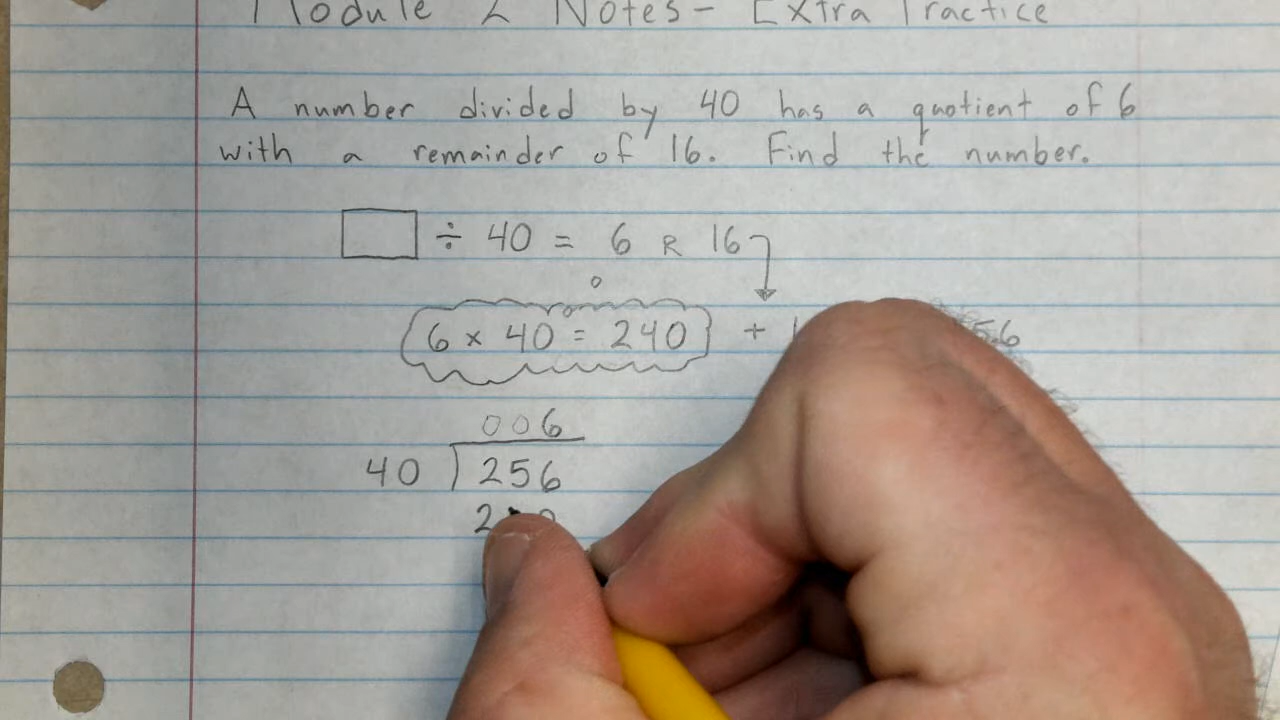 Module 2 Notes- Extra Practice
A number divided by 40 has a quotient of 6
with a remainder of 16. Find the number.
÷ 40 = 6 R 16
6 × 40 = 240 +
006
40 256